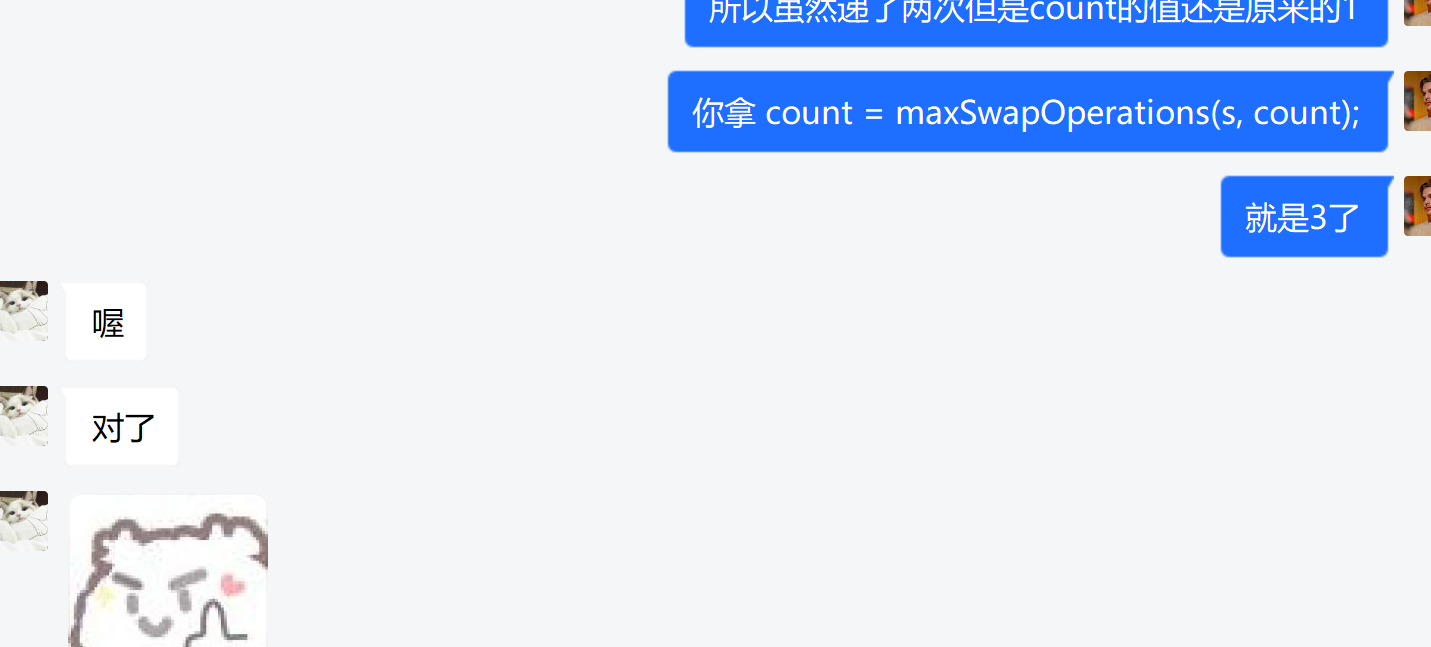 所以虽然递了两次但是count的值还是原来的1
你拿 count = maxSwapOperations(s, count);
就是3了
喔
对了